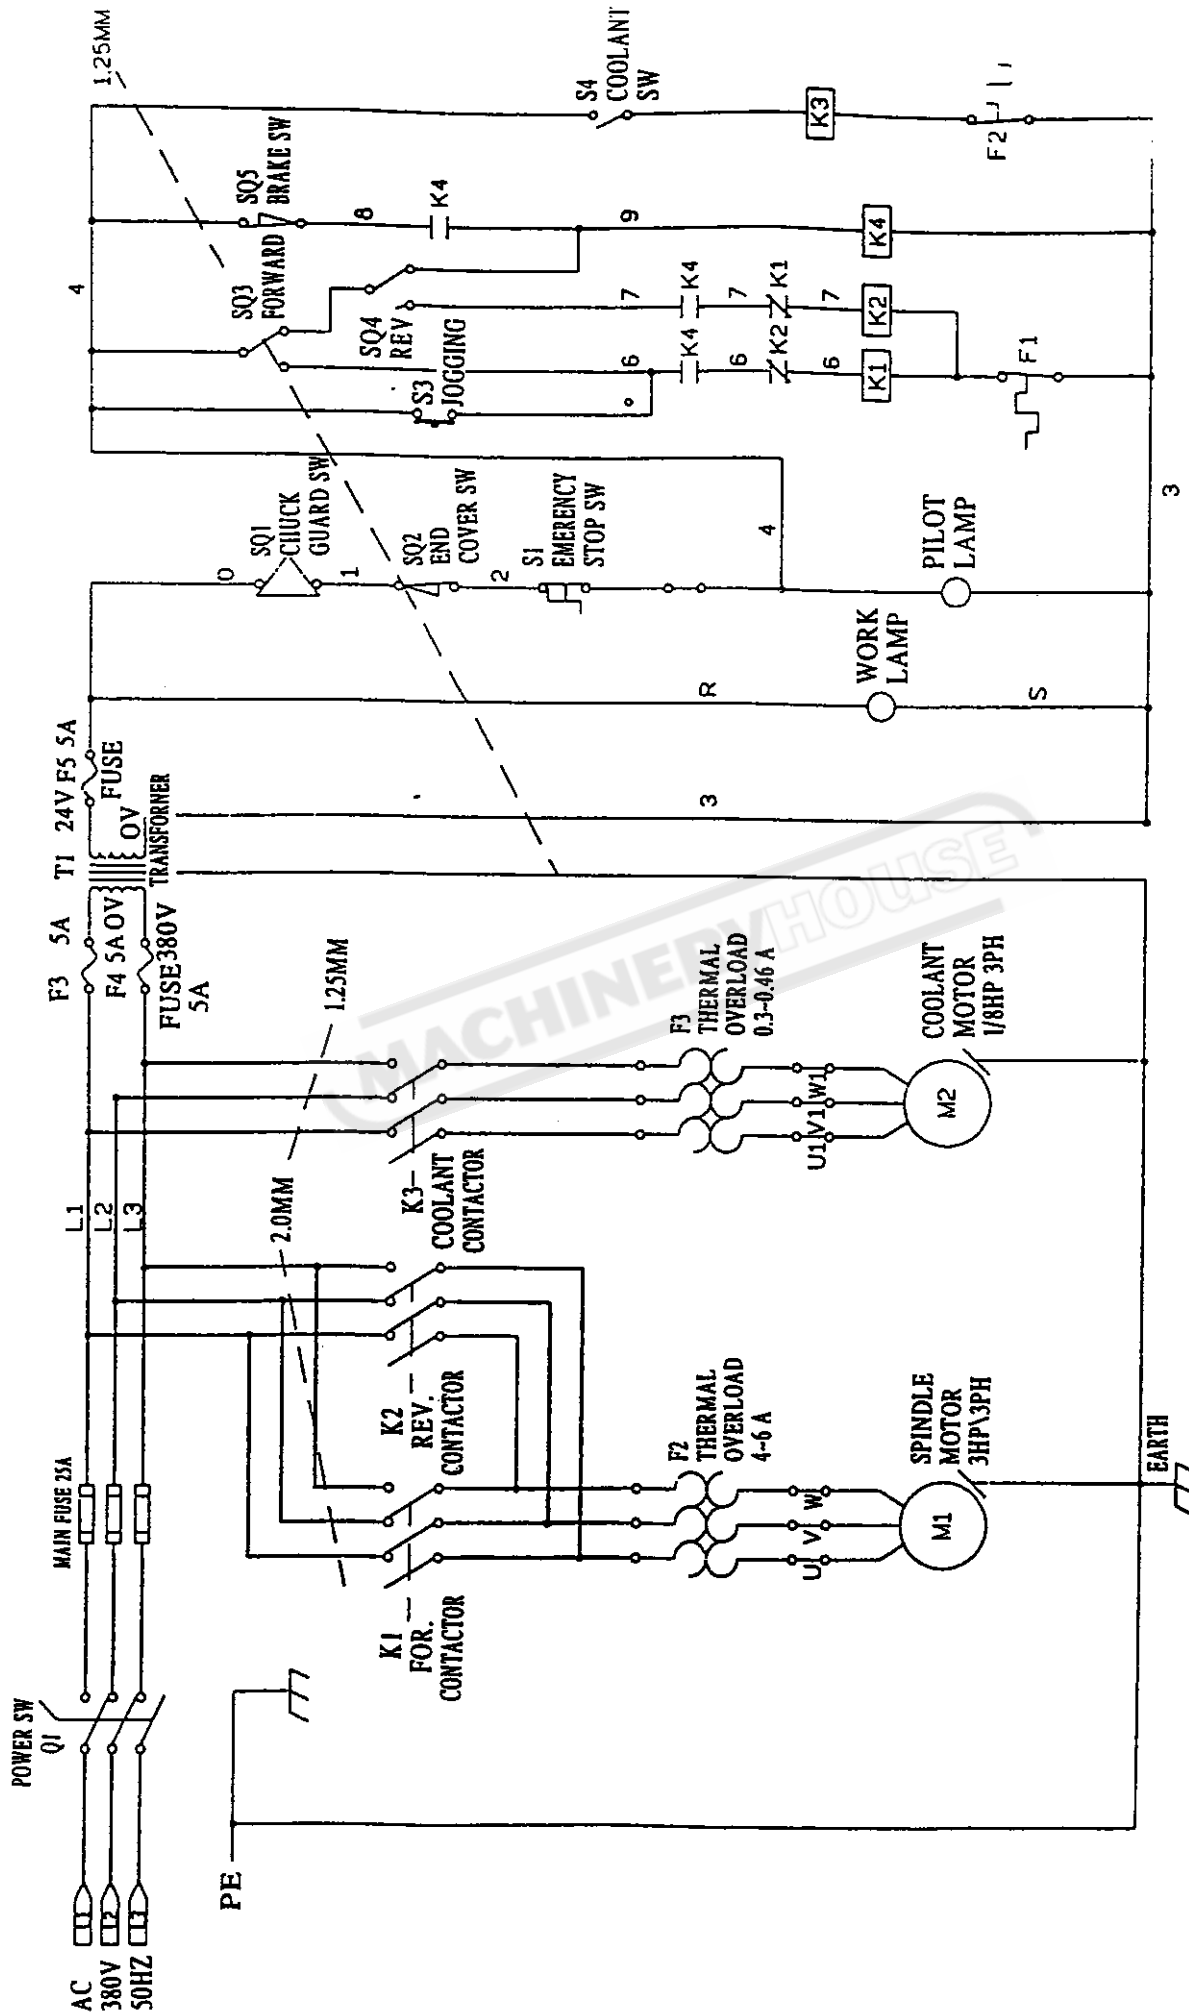 AC
380V
50HZ
L1
L2
L3
PE
POWER SW
Q1
MAIN FUSE 25A
L1
L2
L3
2.0MM
1.25MM
K1
FOR.
CONTACTOR
K2
REV.
CONTACTOR
K3
COOLANT
CONTACTOR
F2
THERMAL
OVERLOAD
4~6 A
U
V
W
M1
SPINDLE
MOTOR
3HP\3PH
EARTH
F3
THERMAL
OVERLOAD
0.3~0.46 A
U1
V1
W1
M2
COOLANT
MOTOR
1/8HP 3PH
F3
5A
F4 5A 0V
FUSE 380V
5A
T1
24V
0V
TRANSFORNER
F5 5A
FUSE
MACHINERYHOUSE
3
R
WORK
LAMP
S
0
SQ1
CHUCK
GUARD SW
1
SQ2
END
COVER SW
2
S1
EMERENCY
STOP SW
4
PILOT
LAMP
3
4
S3
JOGGING
SQ3
FORWARD
SQ4
REV
SQ5
BRAKE SW
8
K4
9
K4
6
K4
6
K2
6
K1
7
K4
7
K1
7
K2
F1
1.25MM
S4
COOLANT
SW
K3
F2